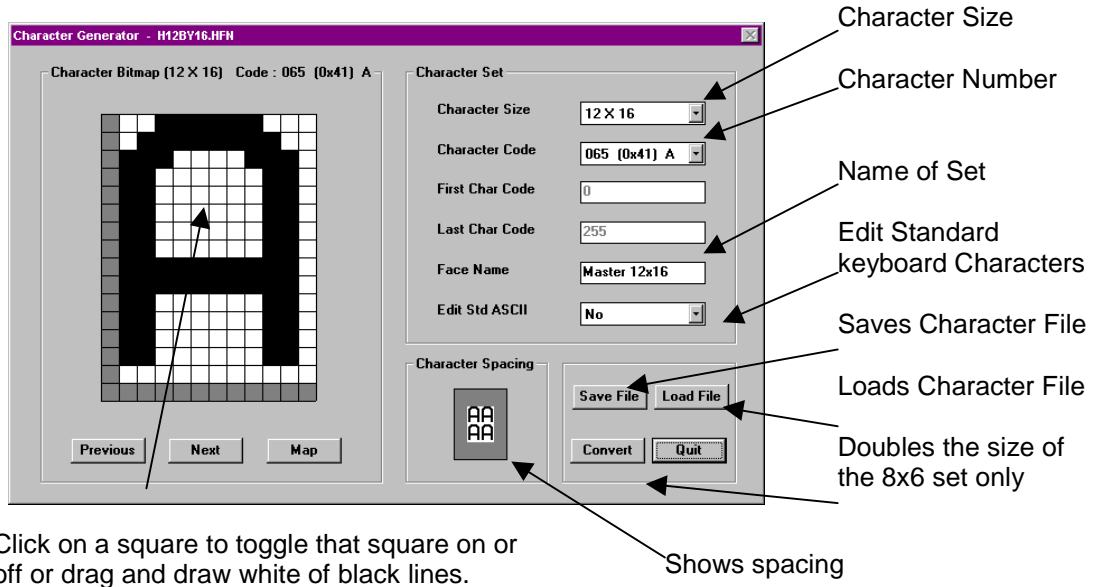 Character Generator - H12BY16.HFN
Character Bitmap (12 X 16) Code : 065 (0x41) A
Previous
Next
Map
Character Set
Character Size
12 X 16
Character Code
065 (0x41) A
First Char Code
0
Last Char Code
255
Face Name
Master 12x16
Edit Std ASCII
No
Character Spacing
AA
AA
Save File
Load File
Convert
Quit
Character Size
Character Number
Name of Set
Edit Standard
keyboard Characters
Saves Character File
Loads Character File
Doubles the size of
the 8x6 set only
Shows spacing
Click on a square to toggle that square on or
off or drag and draw white of black lines.